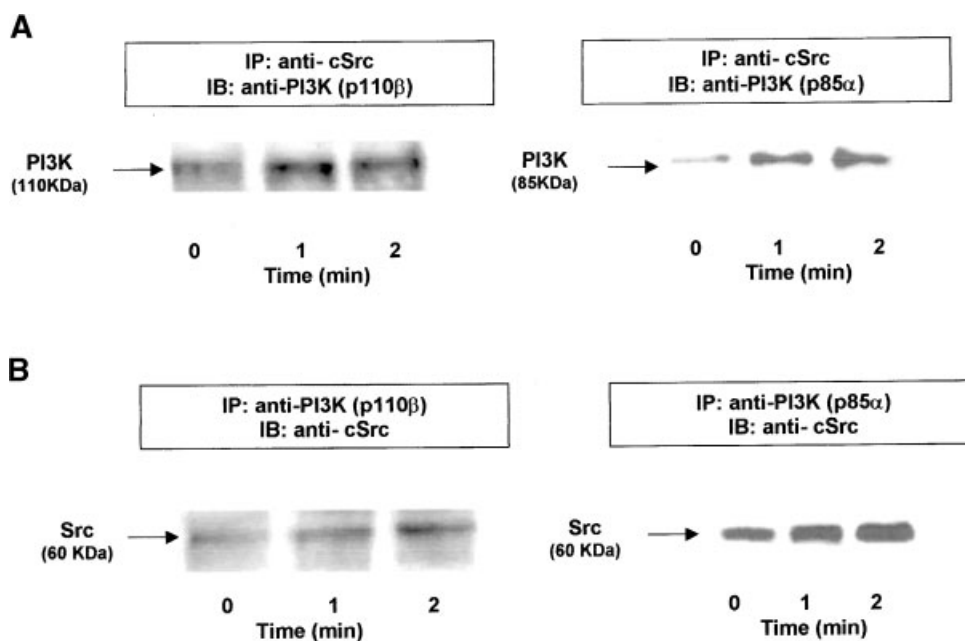 A
IP: anti- cSrc
IB: anti-PI3K (p110β)
PI3K
(110KDa)
0 1 2
Time (min)
IP: anti- cSrc
IB: anti-PI3K (p85α)
PI3K
(85KDa)
0 1 2
Time (min)
B
IP: anti-PI3K (p110β)
IB: anti- cSrc
Src
(60 KDa)
0 1 2
Time (min)
IP: anti-PI3K (p85α)
IB: anti- cSrc
Src
(60 KDa)
0 1 2
Time (min)